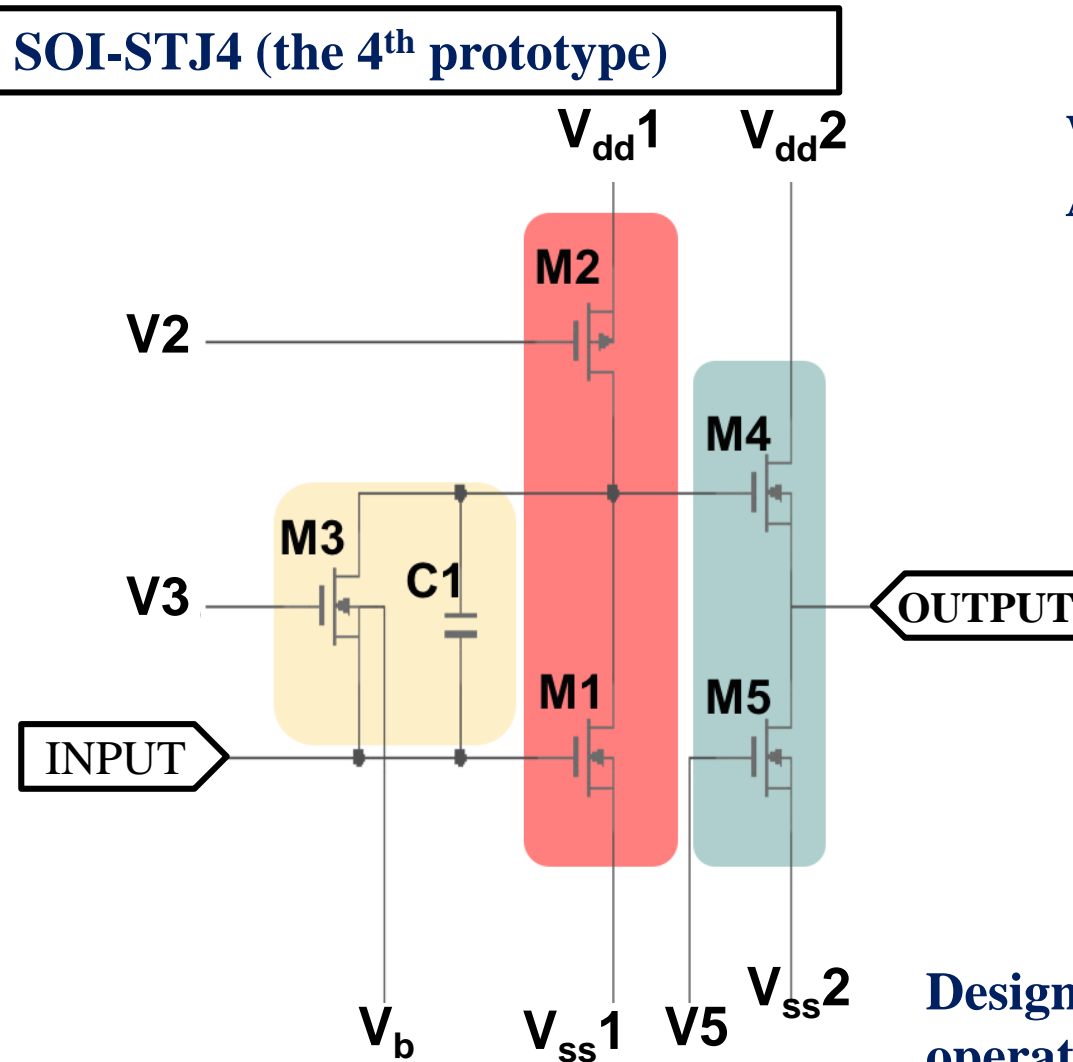 SOI-STJ4 (the 4th prototype)
Vdd1
Vdd2
M2
V2
M4
M3
C1
V3
OUTPUT
M1
M5
INPUT
Vb
Vss1
V5
Vss2
Design
operat